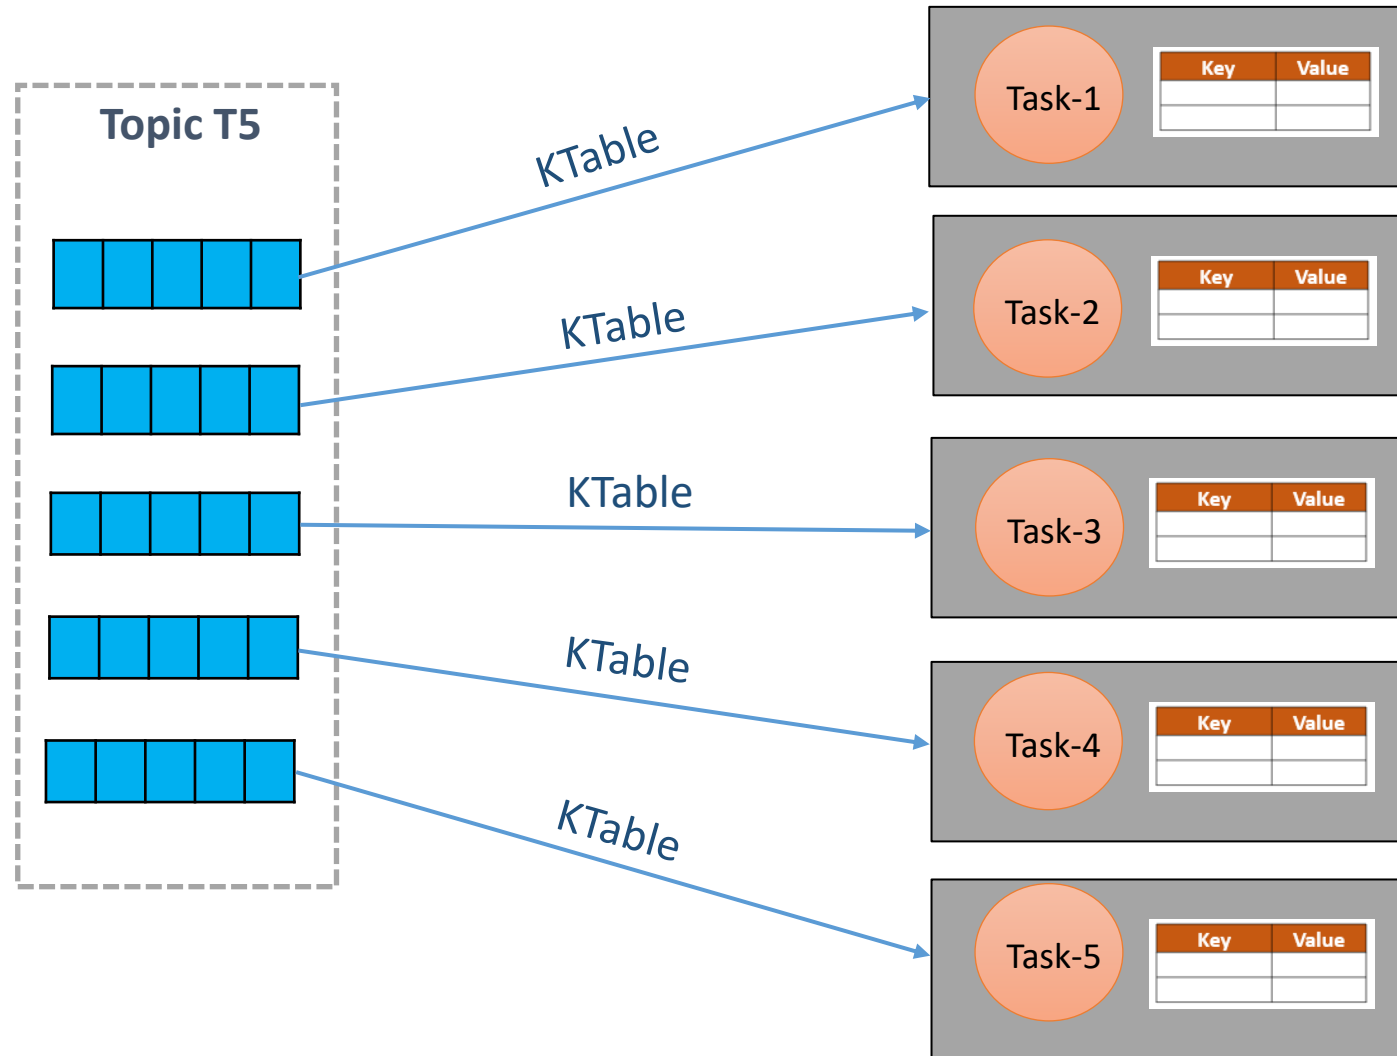 Topic T5
KTable
KTable
KTable
KTable
KTable
Task-1
Key Value
Task-2
Key Value
Task-3
Key Value
Task-4
Key Value
Task-5
Key Value